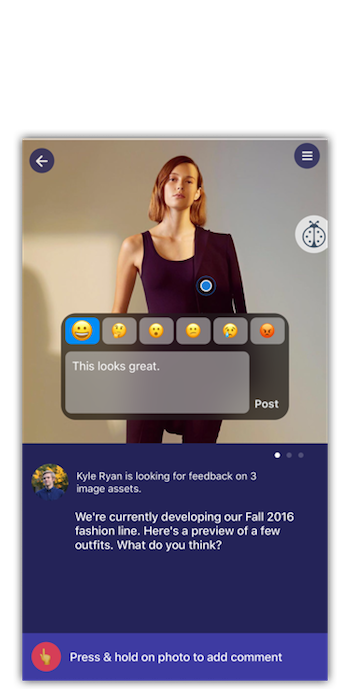 This looks great.
Post
Kyle Ryan is looking for feedback on 3
image assets.
We're currently developing our Fall 2016
fashion line. Here's a preview of a few
outfits. What do you think?
Press & hold on photo to add comment